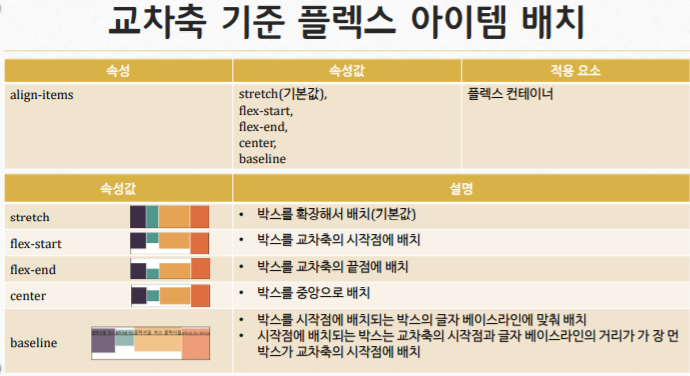 교차축 기준 플렉스 아이템 배치
속성 속성값 적용 요소
align-items stretch(기본값), 플렉스 컨테이너
flex-start,
flex-end,
center,
baseline
속성값 설명
stretch • 박스를 확장해서 배치(기본값)
flex-start • 박스를 교차축의 시작점에 배치
flex-end • 박스를 교차축의 끝점에 배치
center • 박스를 중앙으로 배치
baseline • 박스를 시작점에 배치되는 박스의 글자 베이스라인에 맞춰 배치
• 시작점에 배치되는 박스는 교차축의 시작점과 글자 베이스라인의 거리가 가 장 먼
박스가 교차축의 시작점에 배치